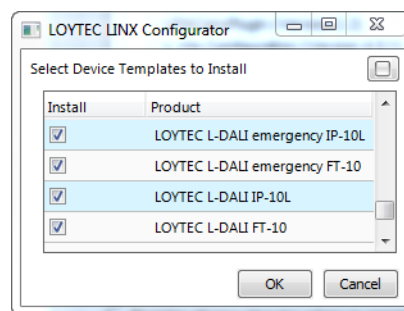 LOYTEC LINX Configurator
Select Device Templates to Install
Install Product
LOYTEC L-DALI emergency IP-10L
LOYTEC L-DALI emergency FT-10
LOYTEC L-DALI IP-10L
LOYTEC L-DALI FT-10
OK Cancel